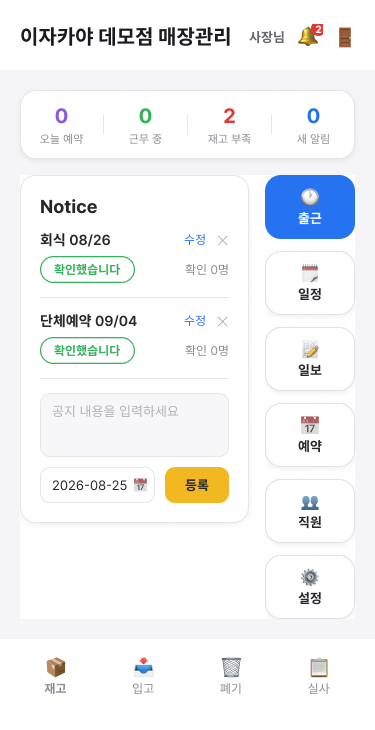 이자카야 데모점 매장관리
사장님
2
0
오늘 예약
0
근무 중
2
재고 부족
0
새 알림
Notice
회식 08/26
수정
확인했습니다
확인 0명
단체예약 09/04
수정
확인했습니다
확인 0명
공지 내용을 입력하세요
2026-08-25
등록
출근
일정
일보
예약
직원
설정
재고
입고
폐기
실사